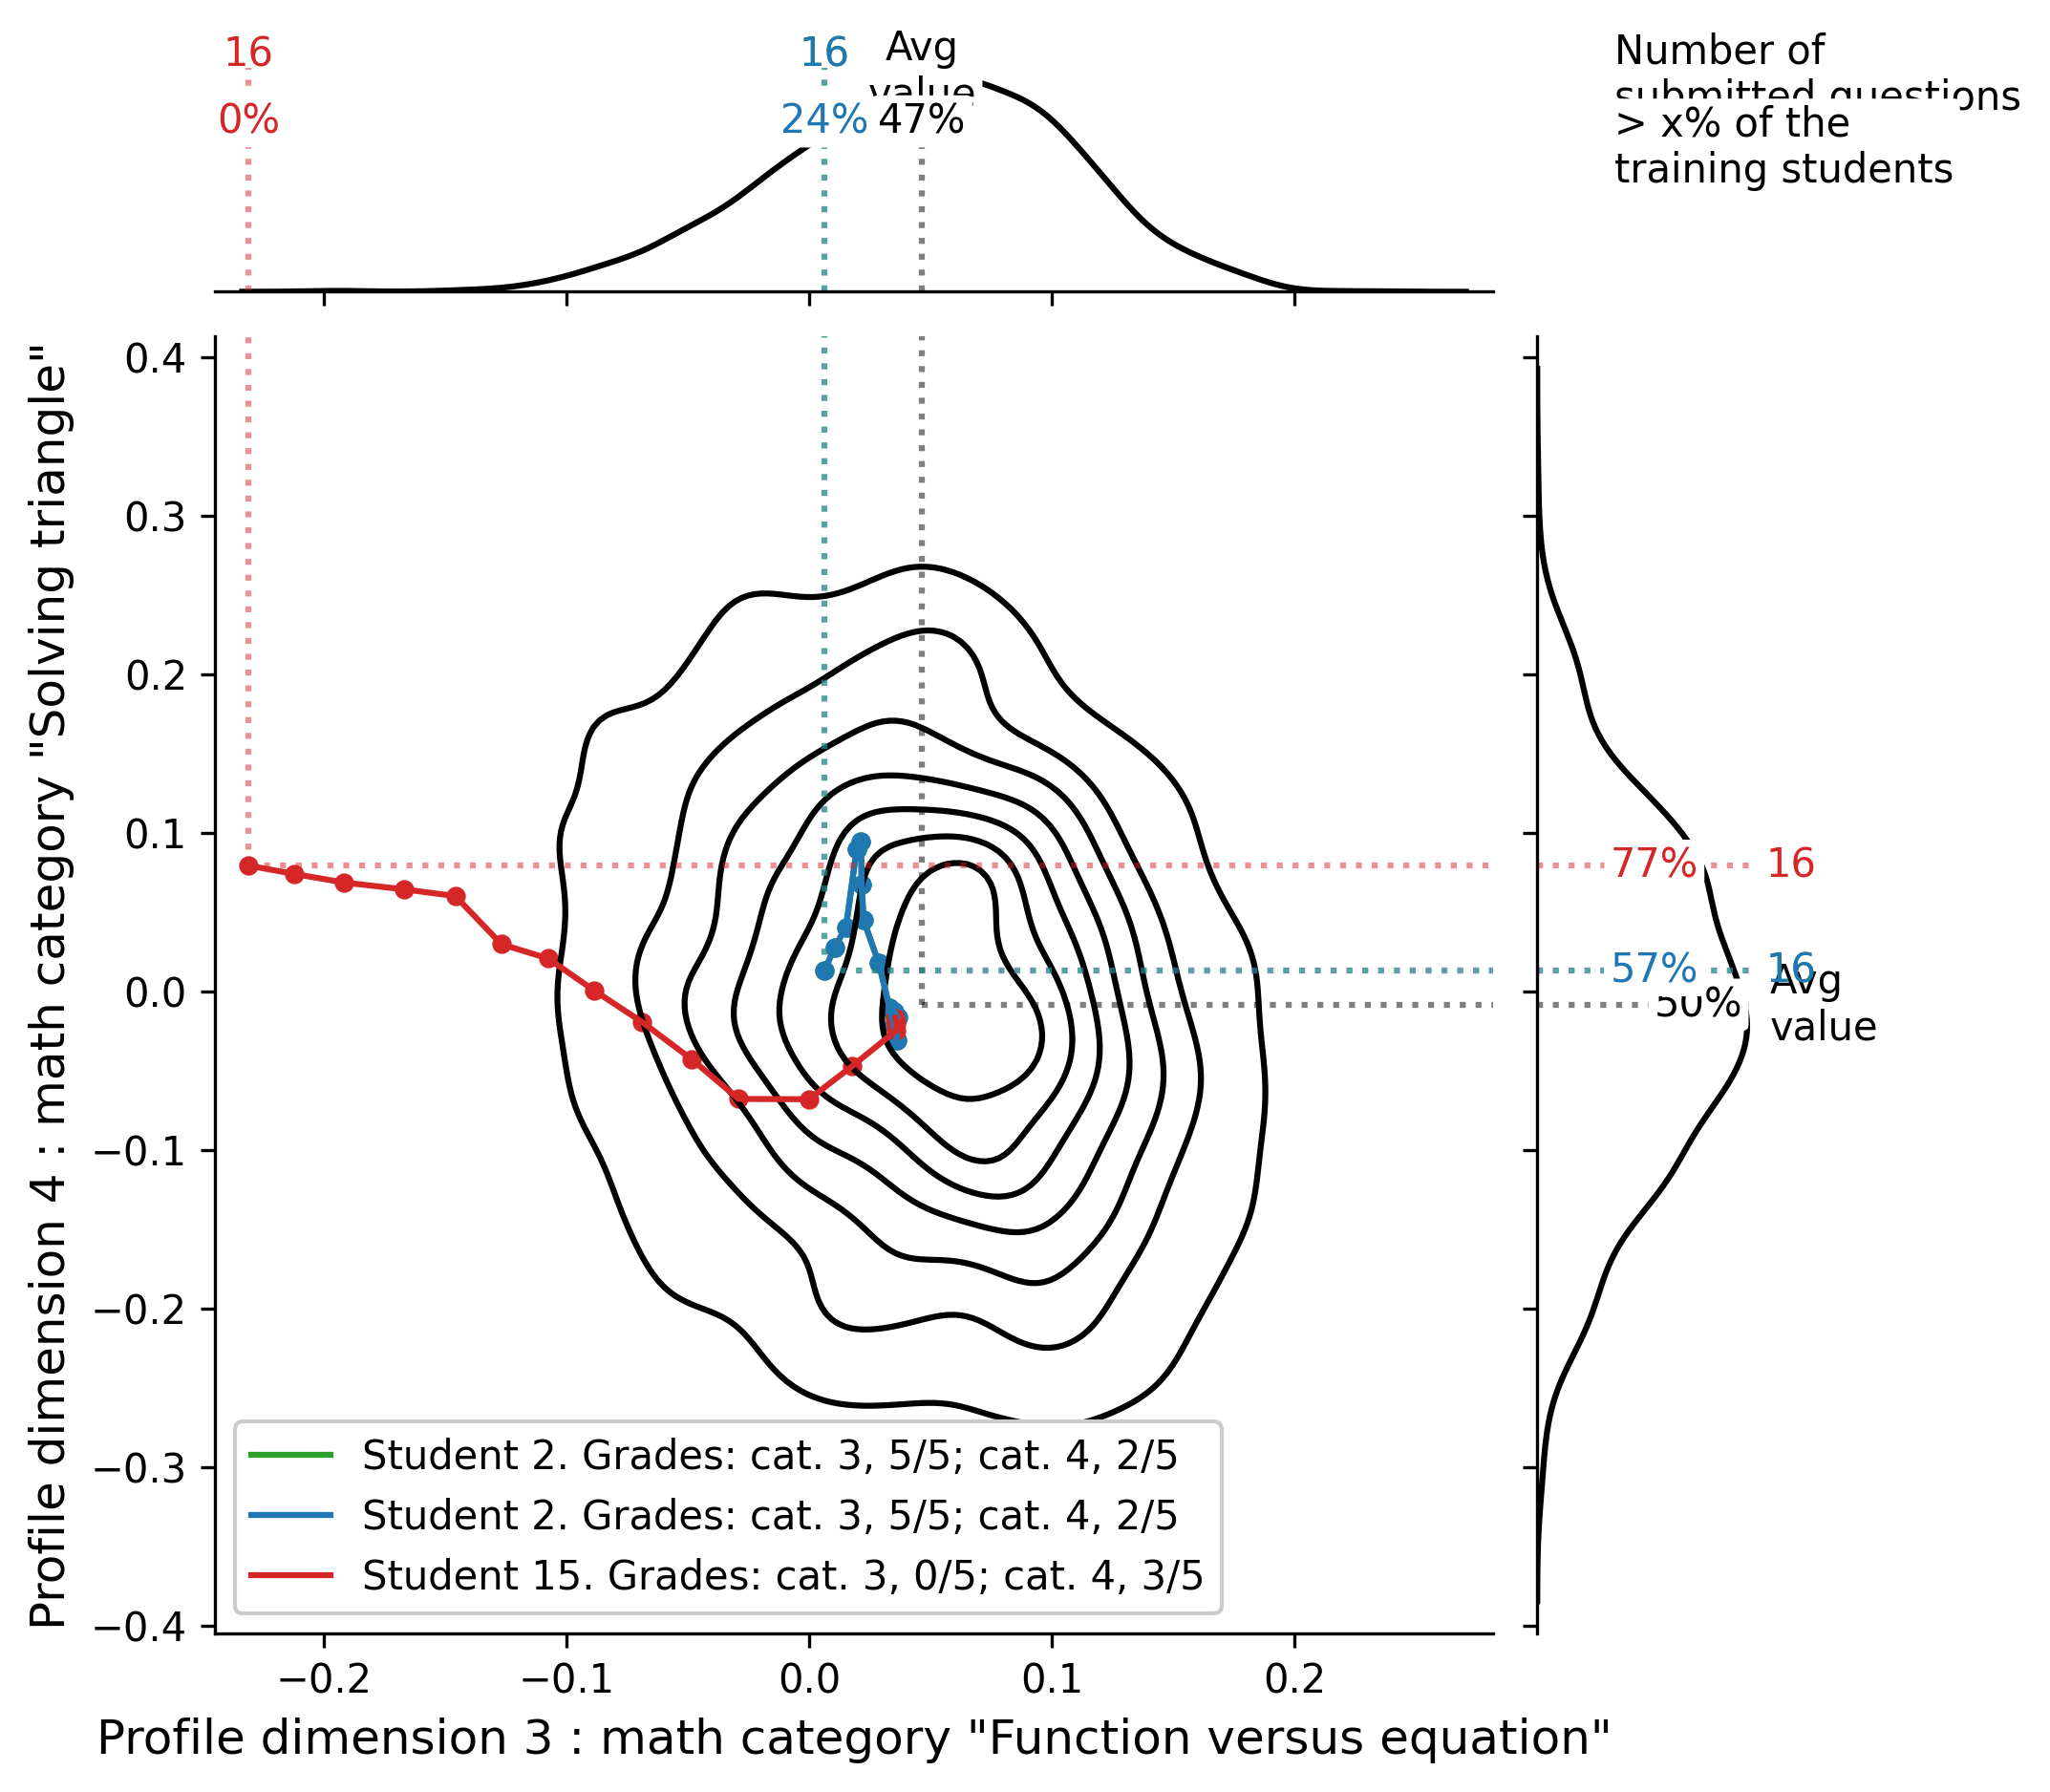 16
16
Avg
value
Number of
submitted questions
0%
24%
47%
> x% of the
training students
Profile dimension 4 : math category "Solving triangle"
0.4
0.3
0.2
0.1
0.0
−0.1
−0.2
−0.3
−0.4
77%
16
57%
16
50%
Avg
value
Student 2. Grades: cat. 3, 5/5; cat. 4, 2/5
Student 2. Grades: cat. 3, 5/5; cat. 4, 2/5
Student 15. Grades: cat. 3, 0/5; cat. 4, 3/5
−0.2
−0.1
0.0
0.1
0.2
Profile dimension 3 : math category "Function versus equation"